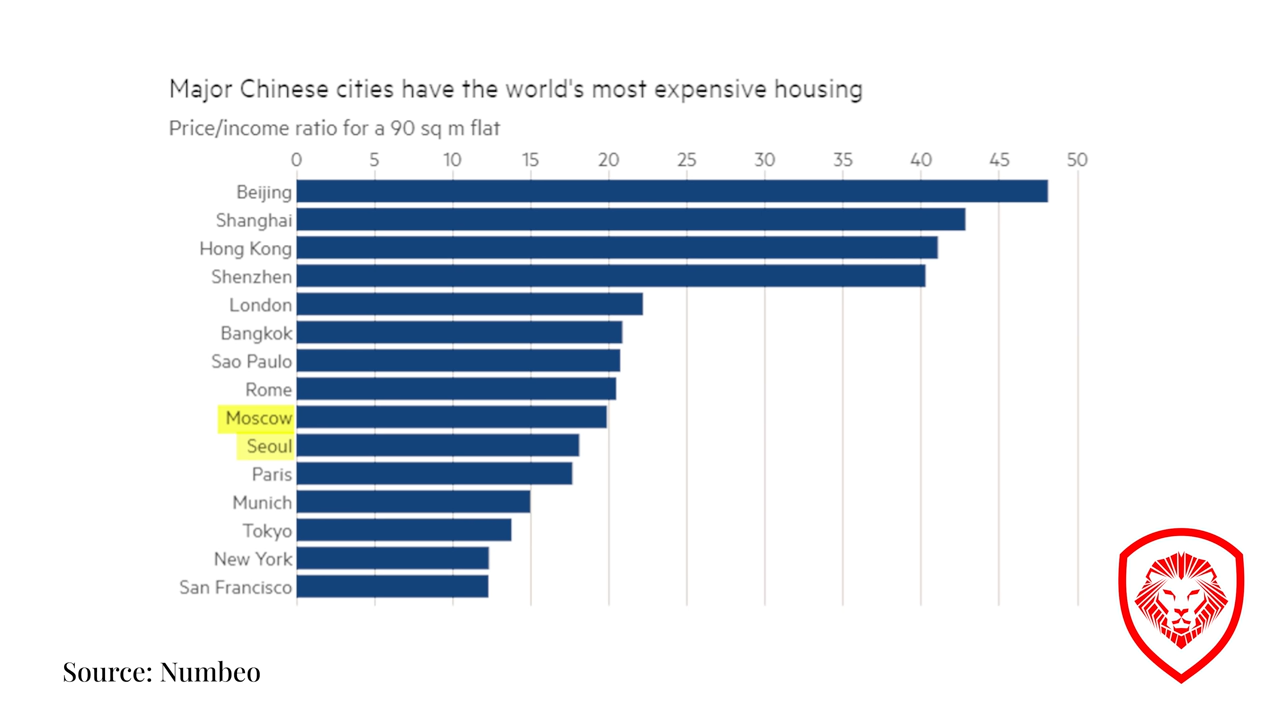 Major Chinese cities have the world's most expensive housing
Price/income ratio for a 90 sq m flat
0 5 10 15 20 25 30 35 40 45 50
Beijing
Shanghai
Hong Kong
Shenzhen
London
Bangkok
Sao Paulo
Rome
Moscow
Seoul
Paris
Munich
Tokyo
New York
San Francisco
Source: Numbeo